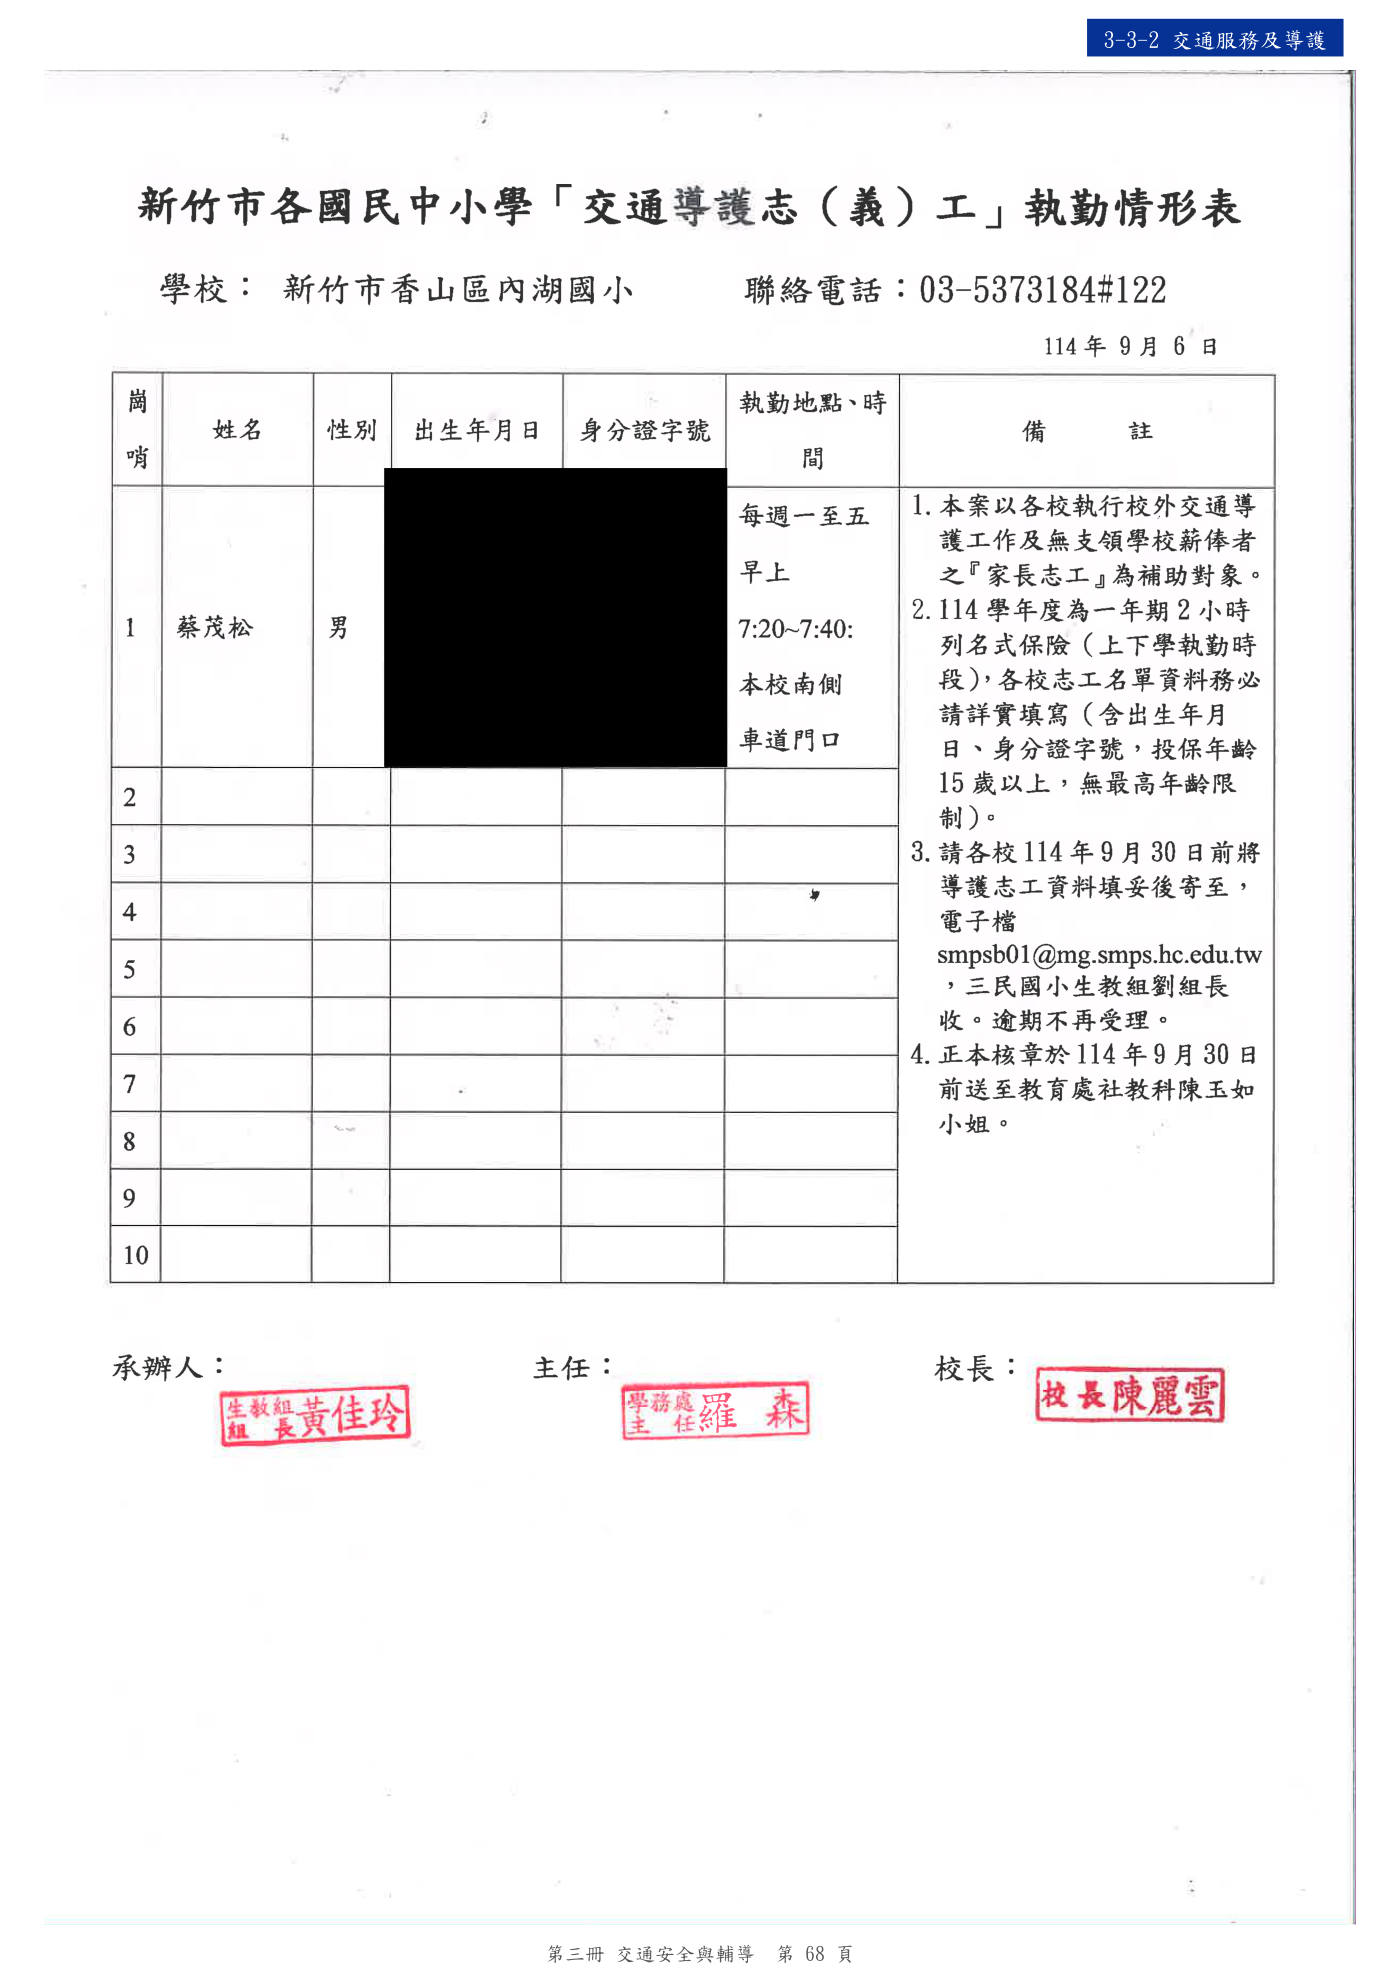 3-3-2 交通服務及導護
新竹市各國民中小學「交通導護志（義）工」執勤情形表
學校： 新竹市香山區內湖國小 聯絡電話：03-5373184#122
114 年 9 月 6 日
崗哨 姓名 性別 出生年月日 身分證字號 執勤地點、時間 備 註
1 蔡茂松 男
每週一至五
早上
7:20~7:40:
本校南側
車道門口
1. 本案以各校執行校外交通導
護工作及無支領學校薪俸者
之『家長志工』為補助對象。
2. 114 學年度為一年期 2 小時
列名式保險（上下學執勤時
段），各校志工名單資料務必
請詳實填寫（含出生年月
日、身分證字號，投保年齡
15 歲以上，無最高年齡限
制）。
3. 請各校 114 年 9 月 30 日前將
導護志工資料填妥後寄至，
電子檔
smpsb01@mg.smps.hc.edu.tw
，三民國小生教組劉組長
收。逾期不再受理。
4. 正本核章於 114 年 9 月 30 日
前送至教育處社教科陳玉如
小姐。
2
3
4
5
6
7
8
9
10
承辦人： 主任： 校長：
生教組組長黃佳玲
學務處主任羅森
校長陳麗雲
第三冊 交通安全與輔導 第 68 頁